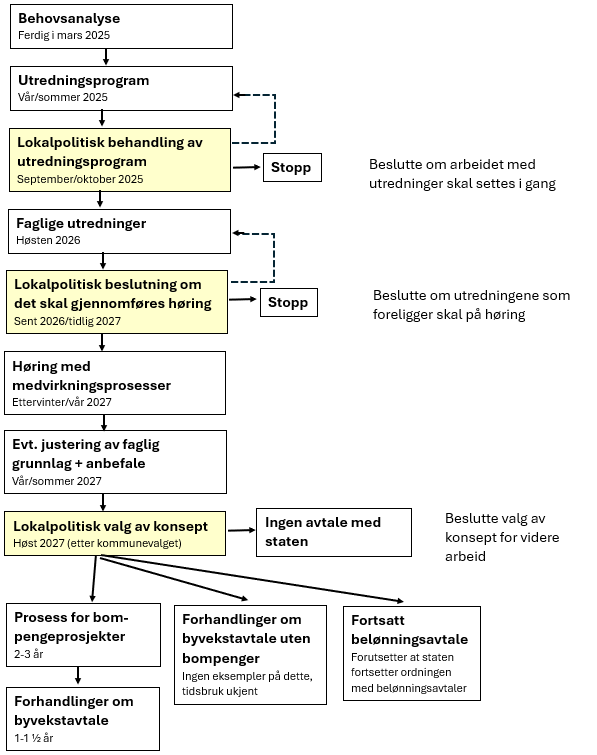 Behovsanalyse
Ferdig i mars 2025
Utredningsprogram
Vår/sommer 2025
Lokalpolitisk behandling av
utredningsprogram
September/oktober 2025
Stopp
Beslutte om arbeidet med
utredninger skal settes i gang
Faglige utredninger
Høsten 2026
Lokalpolitisk beslutning om
det skal gjennomføres høring
Sent 2026/tidlig 2027
Stopp
Beslutte om utredningene som
foreligger skal på høring
Høring med
medvirkningsprosesser
Ettervinter/vår 2027
Evt. justering av faglig
grunnlag + anbefale
Vår/sommer 2027
Lokalpolitisk valg av konsept
Høst 2027 (etter kommunevalget)
Ingen avtale med
staten
Beslutte valg av
konsept for videre
arbeid
Prosess for bom-
pengeprosjekter
2-3 år
Forhandlinger om
byvekstavtale uten
bompenger
Ingen eksempler på dette,
tidsbruk ukjent
Fortsatt
belønningsavtale
Forutsetter at staten
fortsetter ordningen
med belønningsavtaler
Forhandlinger om
byvekstavtale
1-1 ½ år